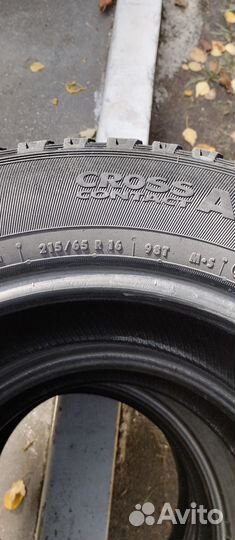 CROSS
CONTACT A
215/65 R 16 98T M+S
Avito